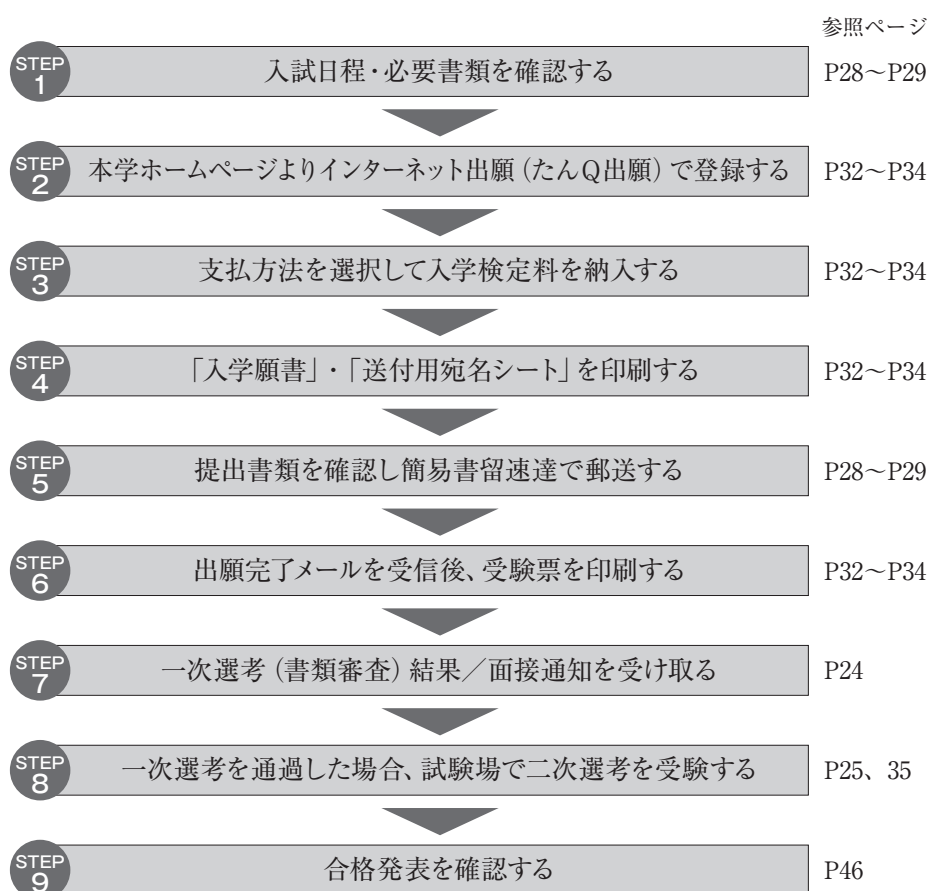 参照ページ
STEP 1 入試日程・必要書類を確認する P28〜P29
STEP 2 本学ホームページよりインターネット出願（たんQ出願）で登録する P32〜P34
STEP 3 支払方法を選択して入学検定料を納入する P32〜P34
STEP 4 「入学願書」・「送付用宛名シート」を印刷する P32〜P34
STEP 5 提出書類を確認し簡易書留速達で郵送する P28〜P29
STEP 6 出願完了メールを受信後、受験票を印刷する P32〜P34
STEP 7 一次選考（書類審査）結果／面接通知を受け取る P24
STEP 8 一次選考を通過した場合、試験場で二次選考を受験する P25、35
STEP 9 合格発表を確認する P46